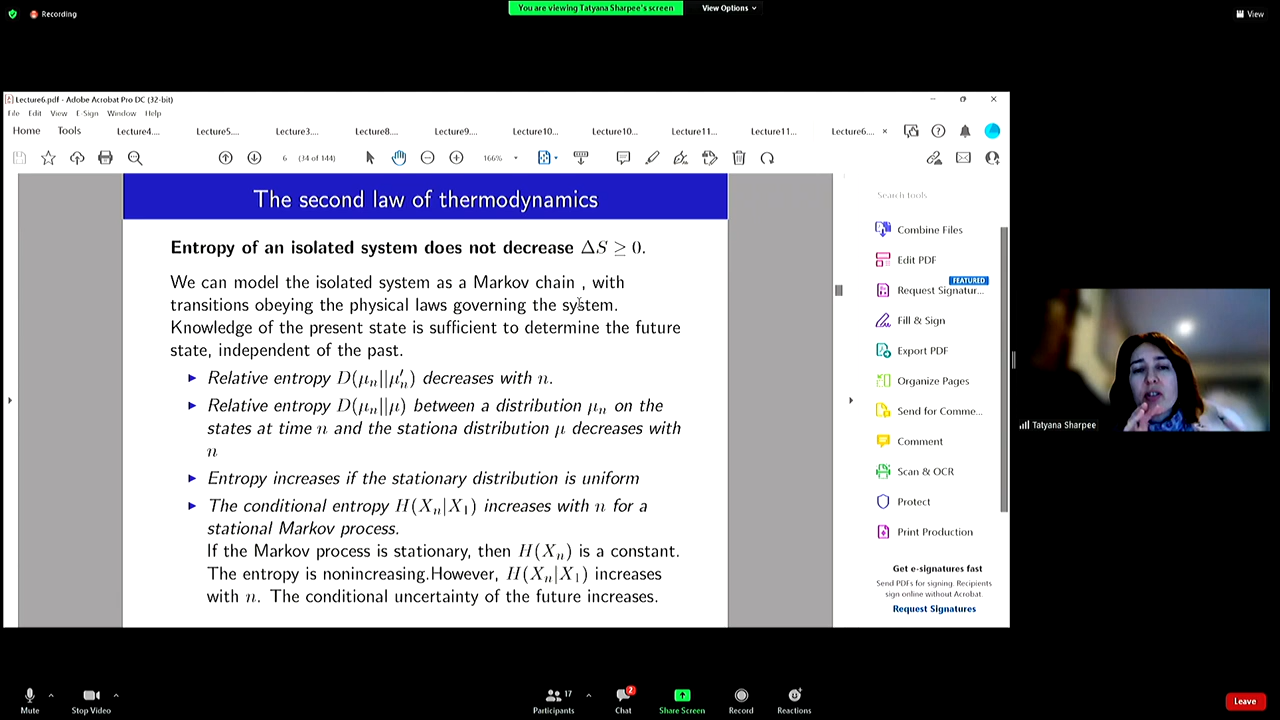 Recording
You are viewing Tatyana Sharpee's screen
View Options
View
Lecture6.pdf - Adobe Acrobat Pro DC (32-bit)
File Edit View E-Sign Window Help
Home Tools Lecture4.... Lecture5.... Lecture3.... Lecture8.... Lecture9.... Lecture10... Lecture10... Lecture11... Lecture11... Lecture6.... ×
6 (34 of 144) 166%
The second law of thermodynamics
Entropy of an isolated system does not decrease ΔS ≥ 0.
We can model the isolated system as a Markov chain , with
transitions obeying the physical laws governing the system.
Knowledge of the present state is sufficient to determine the future
state, independent of the past.
▶ Relative entropy D(μₙ||μ′ₙ) decreases with n.
▶ Relative entropy D(μₙ||μ) between a distribution μₙ on the
states at time n and the stationa distribution μ decreases with
n
▶ Entropy increases if the stationary distribution is uniform
▶ The conditional entropy H(Xₙ|X₁) increases with n for a
stational Markov process.
If the Markov process is stationary, then H(Xₙ) is a constant.
The entropy is nonincreasing.However, H(Xₙ|X₁) increases
with n. The conditional uncertainty of the future increases.
Search tools
Combine Files
Edit PDF
FEATURED
Request Signatur...
Fill & Sign
Export PDF
Organize Pages
Send for Comme...
Comment
Scan & OCR
Protect
Print Production
Get e-signatures fast
Send PDFs for signing. Recipients
sign online without Acrobat.
Request Signatures
Tatyana Sharpee
Mute
Stop Video
17
Participants
2
Chat
Share Screen
Record
Reactions
Leave